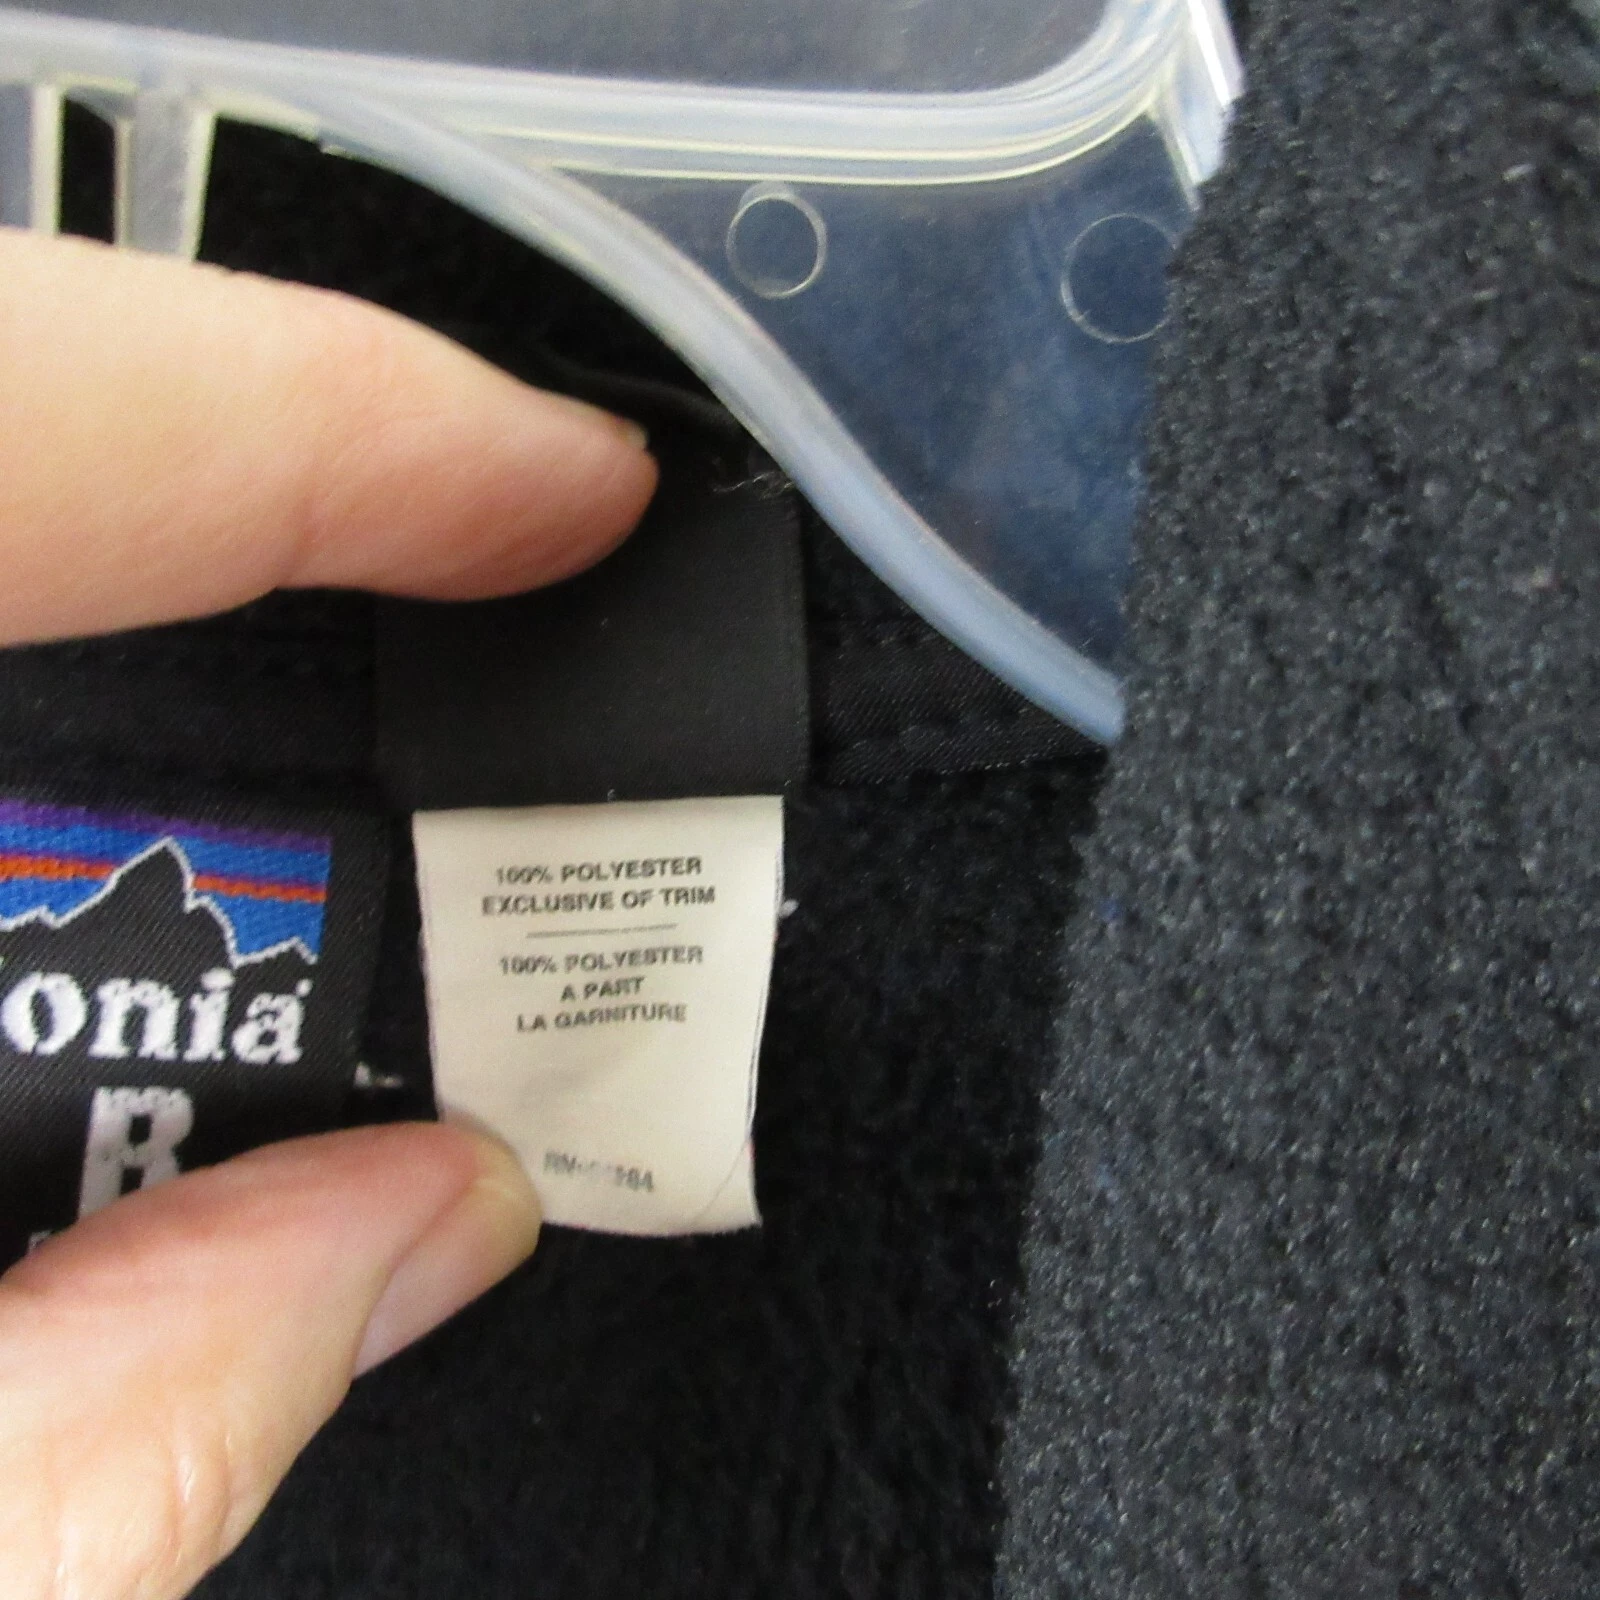 onia
R
100% POLYESTER
EXCLUSIVE OF TRIM
100% POLYESTER
A PART
LA GARNITURE